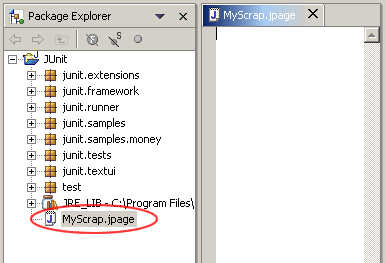 Package Explorer
MyScrap.jpage
JUnit
junit.extensions
junit.framework
junit.runner
junit.samples
junit.samples.money
junit.tests
junit.textui
test
JRE_LIB - C:\Program Files\
MyScrap.jpage